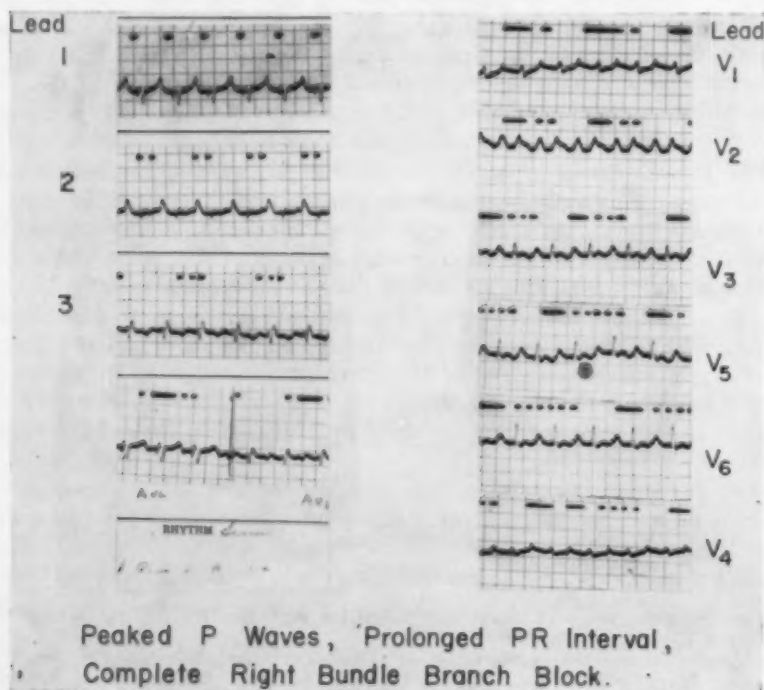 Lead
1
2
3
RHYTHM
Lead
V1
V2
V3
V5
V6
V4
Peaked P Waves, Prolonged PR Interval,
Complete Right Bundle Branch Block.